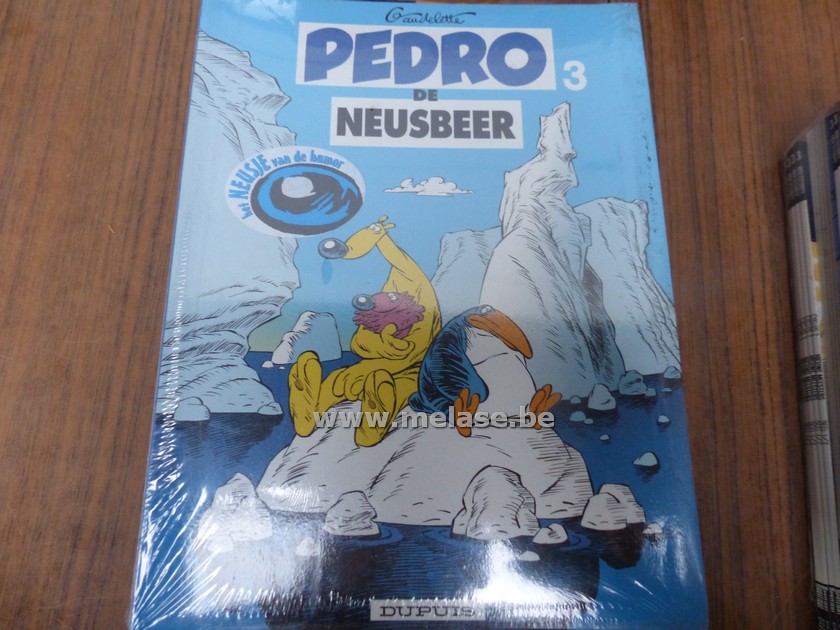 Gaudelette
PEDRO 3
DE
NEUSBEER
het NEUSJE van de humor
www.melase.be
DUPUIS